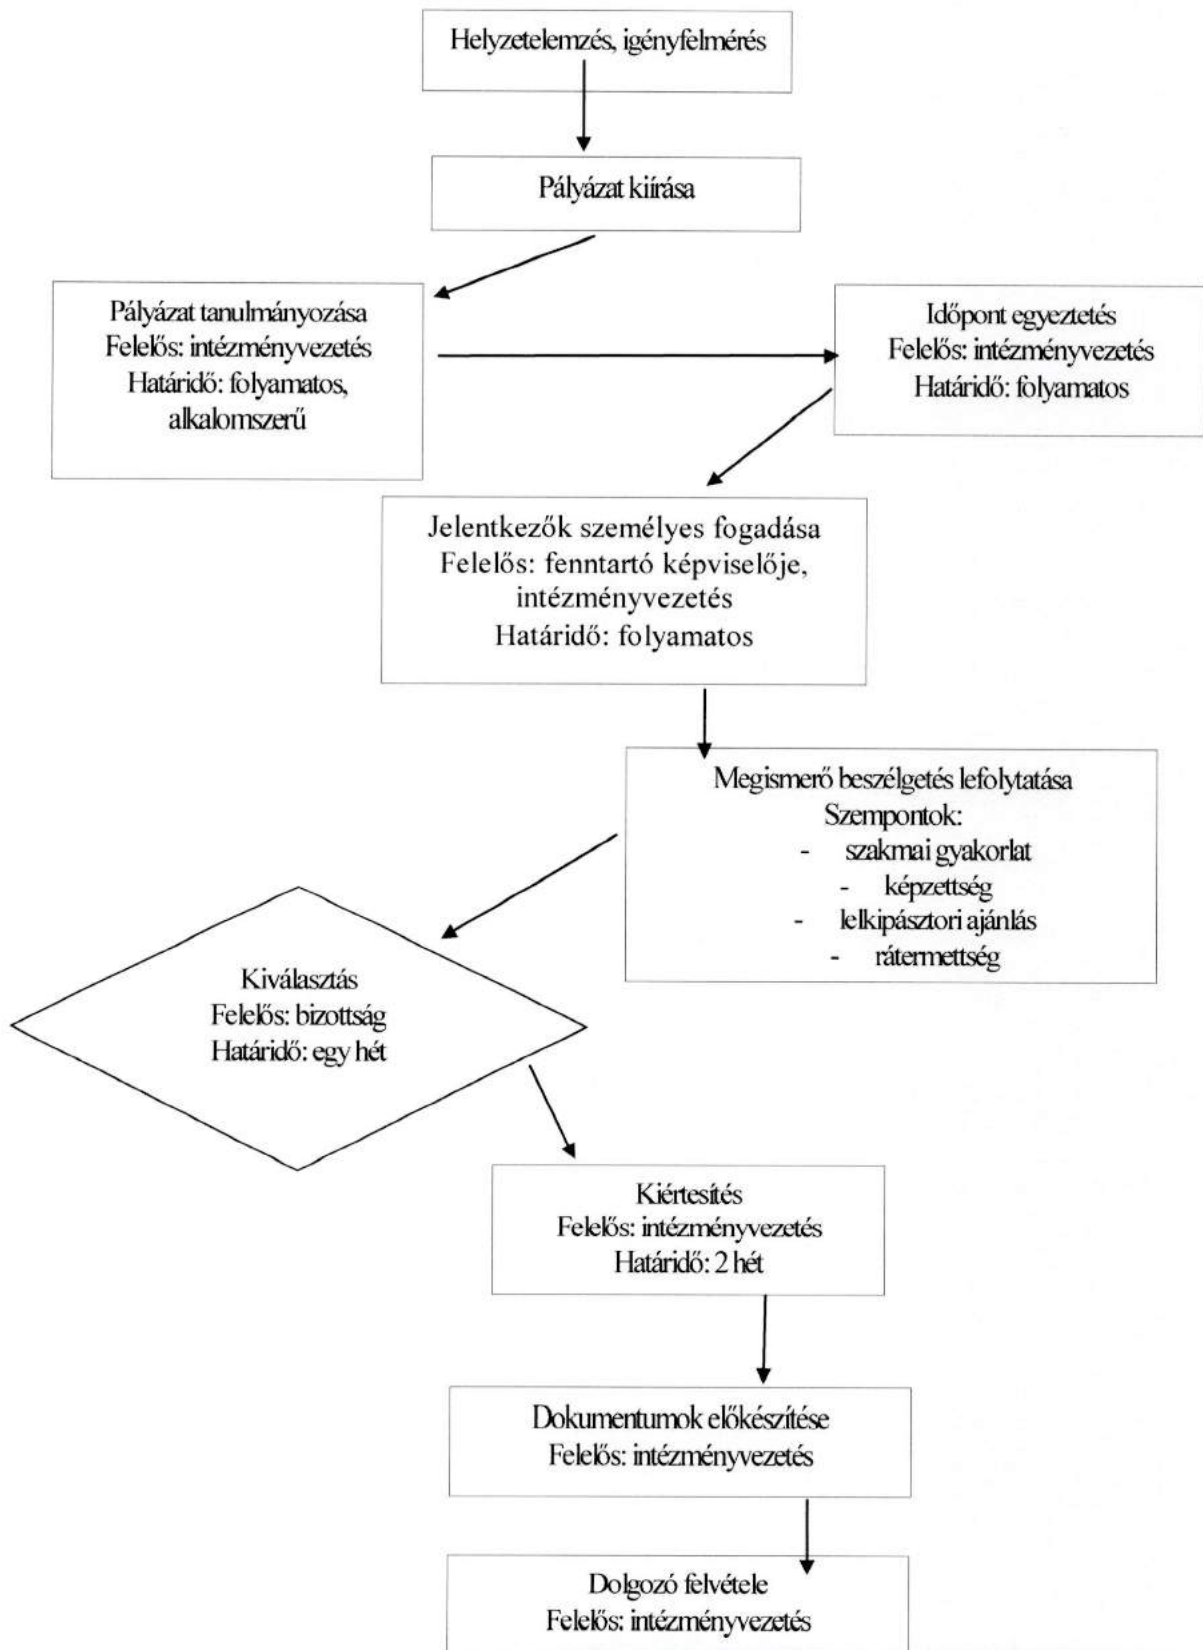 Helyzetelemzés, igényfelmérés
Pályázat kiírása
Pályázat tanulmányozása
Felelős: intézményvezetés
Határidő: folyamatos,
alkalomszerű
Időpont egyeztetés
Felelős: intézményvezetés
Határidő: folyamatos
Jelentkezők személyes fogadása
Felelős: fenntartó képviselője,
intézményvezetés
Határidő: folyamatos
Megismerő beszélgetés lefolytatása
Szempontok:
- szakmai gyakorlat
- képzettség
- lelkipásztori ajánlás
- rátermettség
Kiválasztás
Felelős: bizottság
Határidő: egy hét
Kiértesítés
Felelős: intézményvezetés
Határidő: 2 hét
Dokumentumok előkészítése
Felelős: intézményvezetés
Dolgozó felvétele
Felelős: intézményvezetés